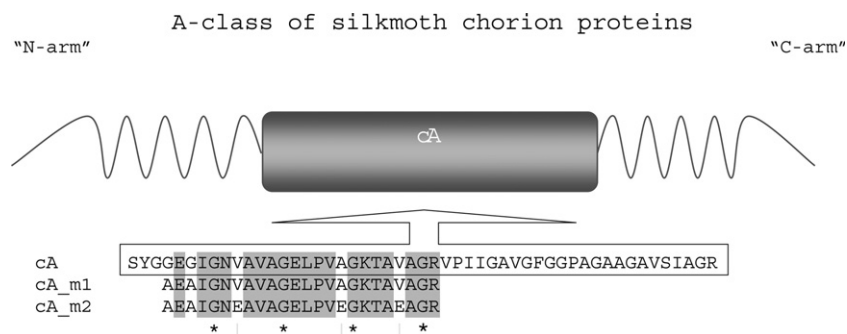 A-class of silkmoth chorion proteins
"N-arm" "C-arm"
cA
cA SYGGEGIGNVAVAGELPVAGKTAVAGRVPIIGAVGFGGPAGAAGAVSIAGR
cA_m1 AEAIGNVAVAGELPVAGKTAVAGR
cA_m2 AEAIGNEAVAGELPVEGKTAEAGR
* * * *